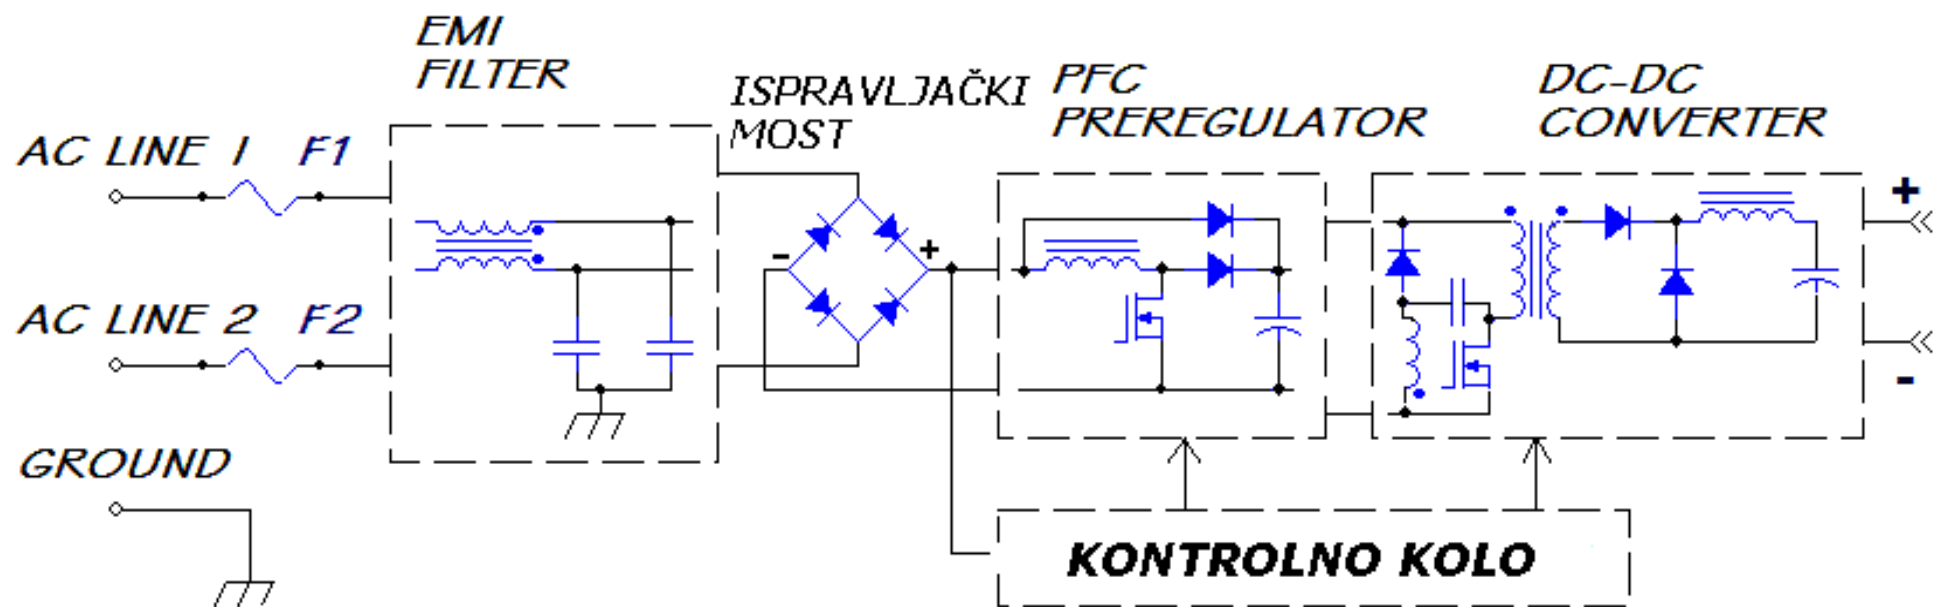 EMI
FILTER
ISPRAVLJAČKI
MOST
PFC
PREREGULATOR
DC-DC
CONVERTER
AC LINE 1 F1
AC LINE 2 F2
GROUND
- +
+
-
KONTROLNO KOLO